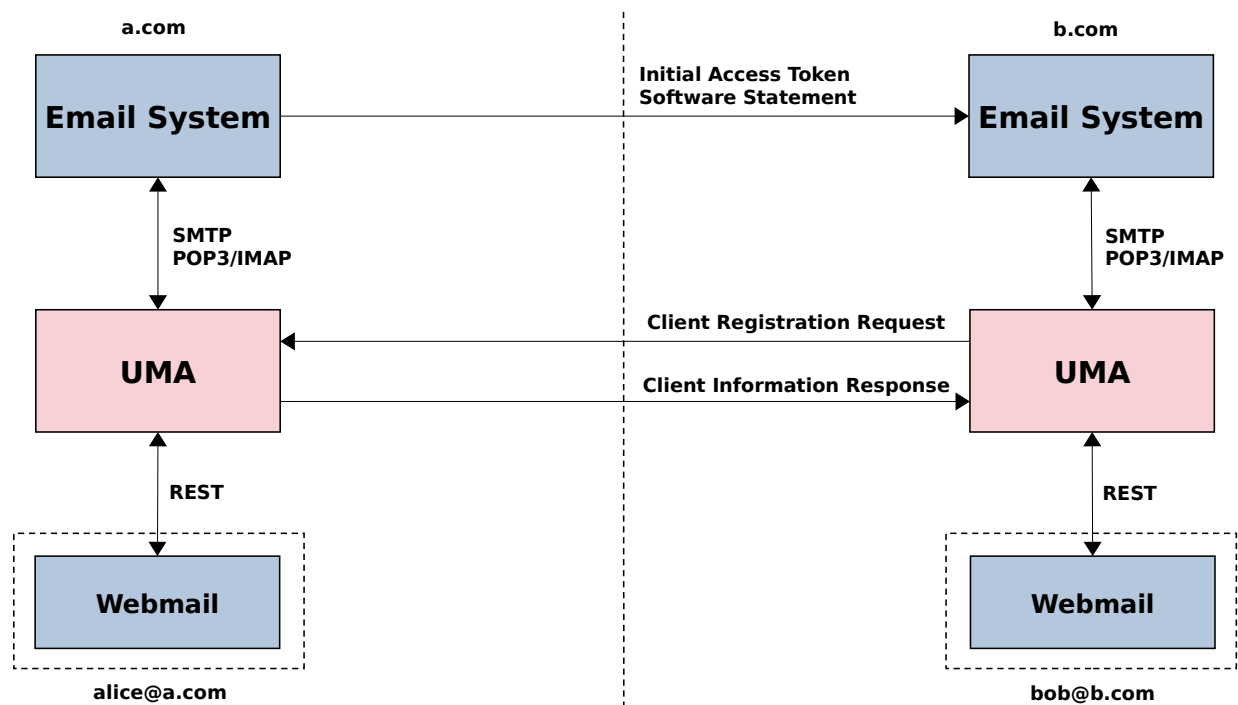 a.com
b.com
Email System
Initial Access Token
Software Statement
Email System
SMTP
POP3/IMAP
SMTP
POP3/IMAP
UMA
Client Registration Request
Client Information Response
UMA
REST
REST
Webmail
Webmail
alice@a.com
bob@b.com